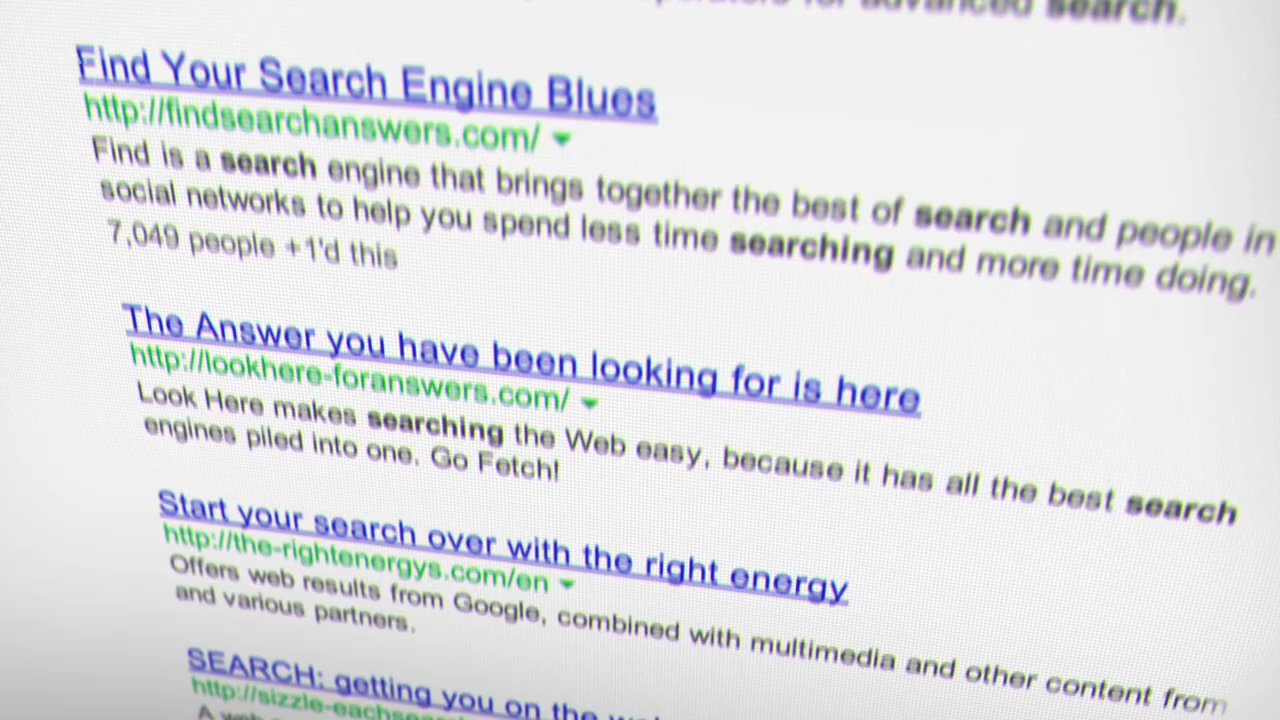 for advanced search.
Find Your Search Engine Blues
http://findsearchanswers.com/
Find is a search engine that brings together the best of search and people in
social networks to help you spend less time searching and more time doing.
7,049 people +1'd this
The Answer you have been looking for is here
http://lookhere-foranswers.com/
Look Here makes searching the Web easy, because it has all the best search
engines piled into one. Go Fetch!
Start your search over with the right energy
http://the-rightenergys.com/en
Offers web results from Google, combined with multimedia and other content from
and various partners.
SEARCH: getting you on the